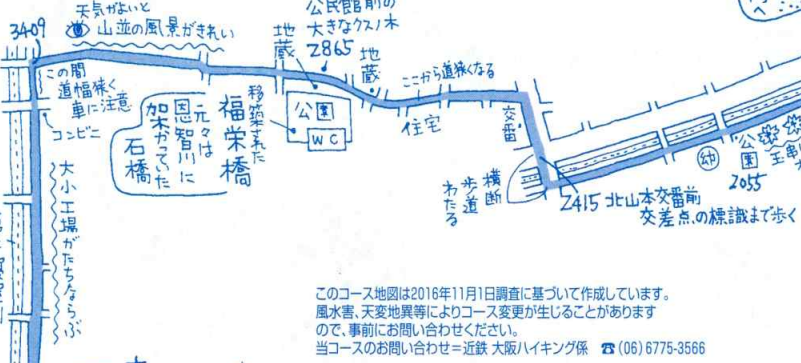 天気がよいと
山並の風景がきれい
3409
この間
道幅狭く
車に注意
コンビニ
大小工場がたちならぶ
公民館前の
大きなクスノ木
2865
地蔵
地蔵
公園
WC
移築された
福栄橋
元々は
恩智川に
架かっていた
石橋
ここから道狭くなる
住宅
交番
横断
歩道
わたる
2415 北山本交番前
交差点の標識まで歩く
幼
公園
2055
玉串
このコース地図は2016年11月1日調査に基づいて作成しています。
風水害、天変地異等によりコース変更が生じることがあります
ので、事前にお問い合わせください。
当コースのお問い合わせ=近鉄 大阪ハイキング係 ☎(06)6775-3566